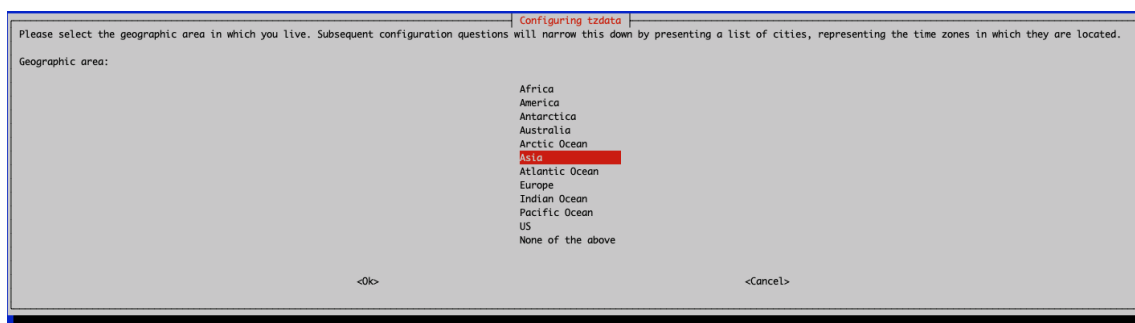 Configuring tzdata
Please select the geographic area in which you live. Subsequent configuration questions will narrow this down by presenting a list of cities, representing the time zones in which they are located.
Geographic area:
Africa
America
Antarctica
Australia
Arctic Ocean
Asia
Atlantic Ocean
Europe
Indian Ocean
Pacific Ocean
US
None of the above
<Ok> <Cancel>